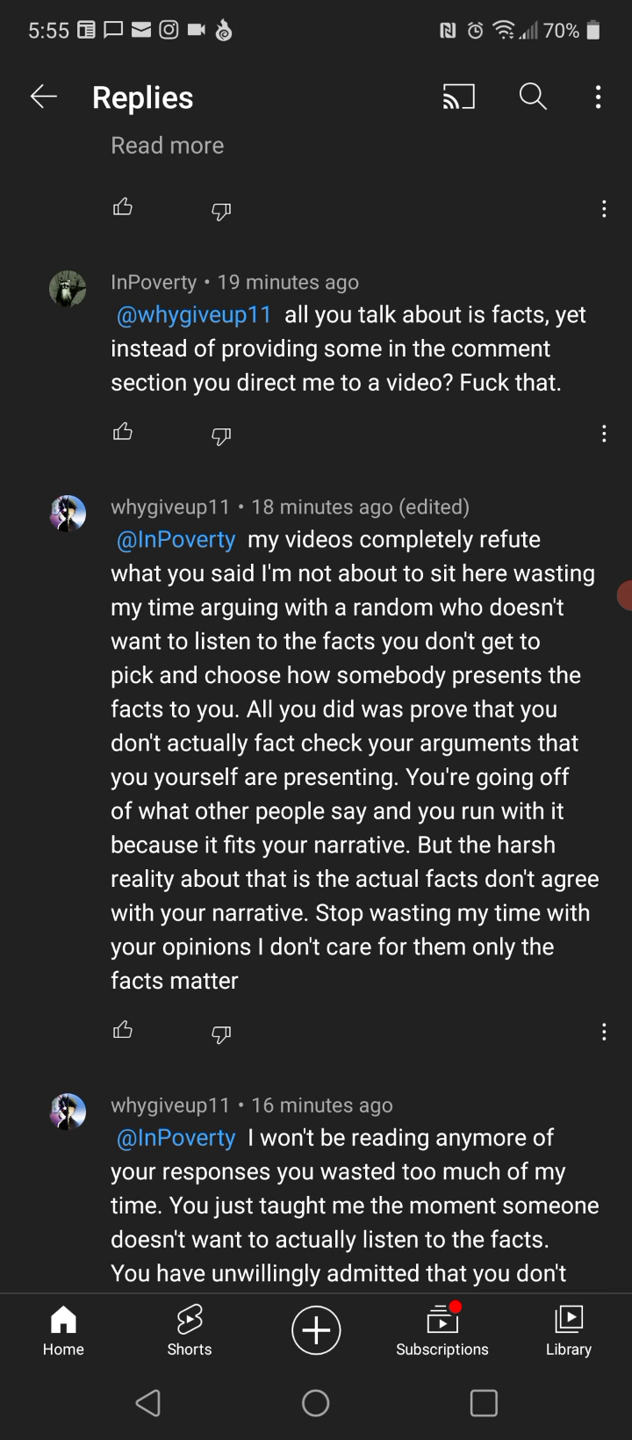 5:55 70%
Replies
Read more
InPoverty • 19 minutes ago
@whygiveup11 all you talk about is facts, yet
instead of providing some in the comment
section you direct me to a video? Fuck that.
whygiveup11 • 18 minutes ago (edited)
@InPoverty my videos completely refute
what you said I'm not about to sit here wasting
my time arguing with a random who doesn't
want to listen to the facts you don't get to
pick and choose how somebody presents the
facts to you. All you did was prove that you
don't actually fact check your arguments that
you yourself are presenting. You're going off
of what other people say and you run with it
because it fits your narrative. But the harsh
reality about that is the actual facts don't agree
with your narrative. Stop wasting my time with
your opinions I don't care for them only the
facts matter
whygiveup11 • 16 minutes ago
@InPoverty I won't be reading anymore of
your responses you wasted too much of my
time. You just taught me the moment someone
doesn't want to actually listen to the facts.
You have unwillingly admitted that you don't
Home Shorts Subscriptions Library